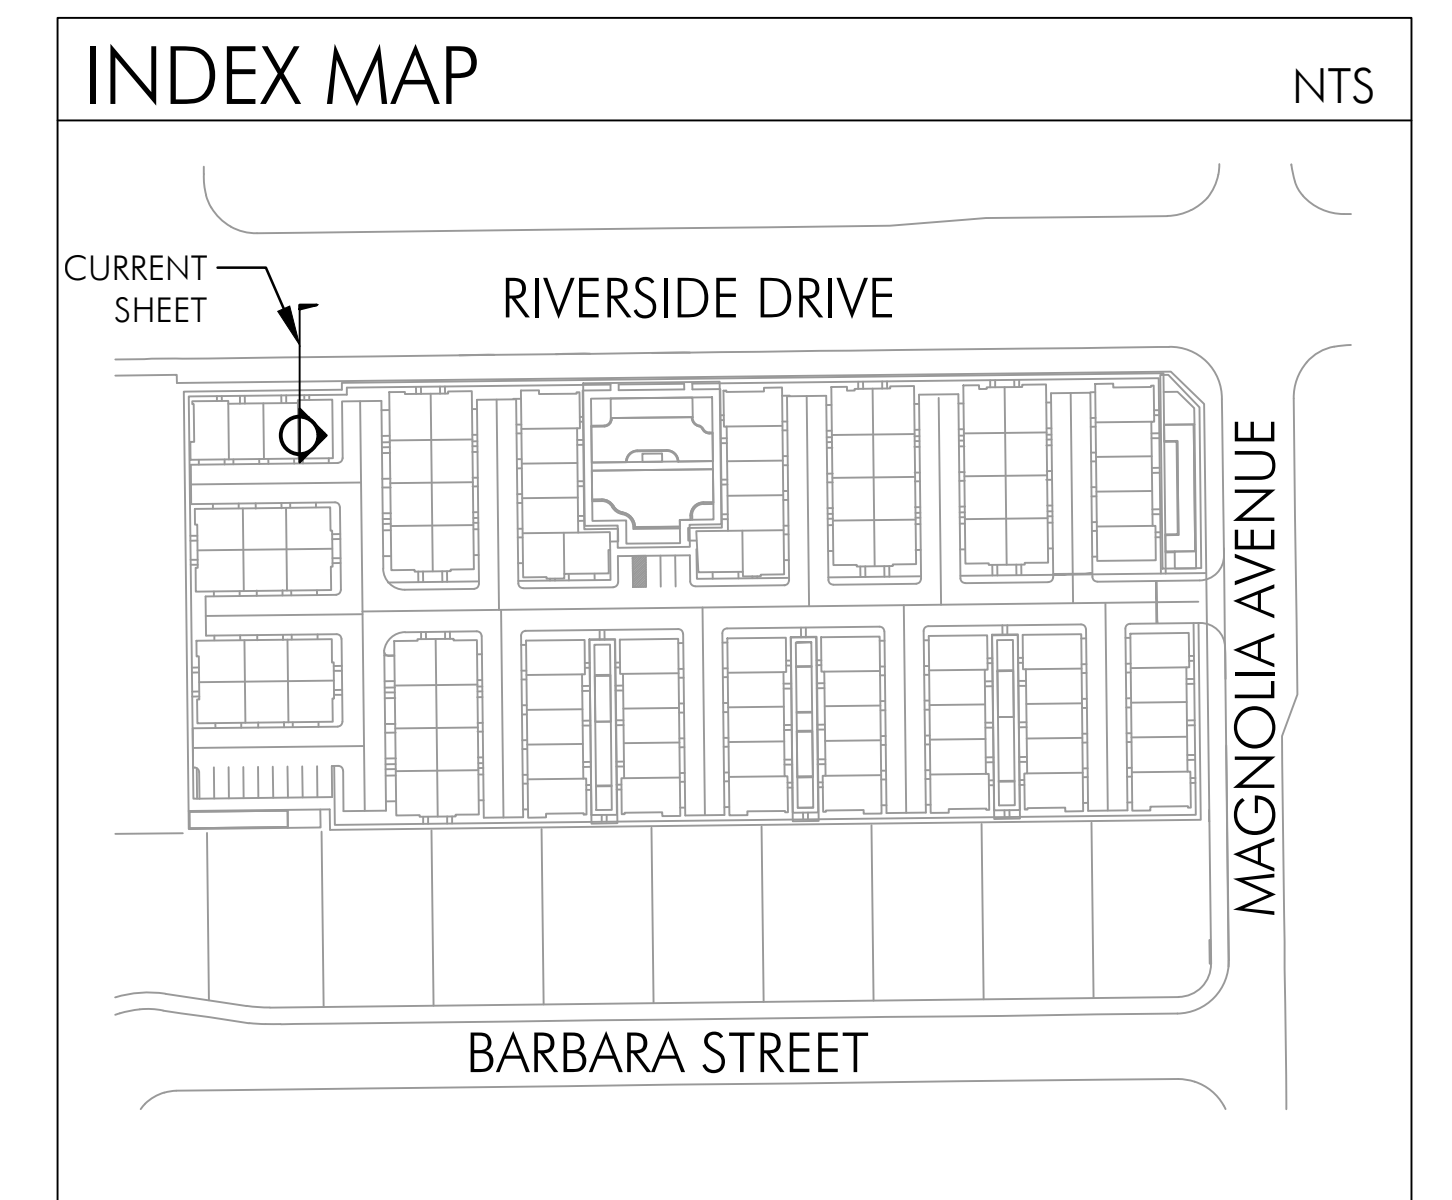 INDEX MAP
NTS
CURRENT
SHEET
RIVERSIDE DRIVE
MAGNOLIA AVENUE
BARBARA STREET